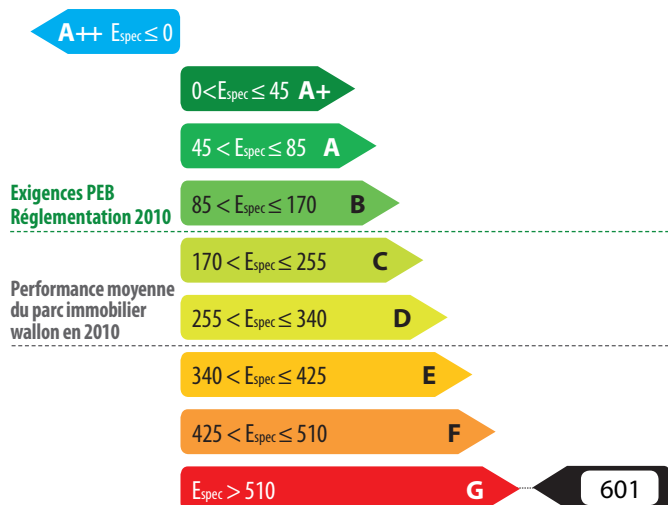 A++ Espec ≤ 0
0<Espec ≤ 45 A+
45 < Espec ≤ 85 A
Exigences PEB
Réglementation 2010
85 < Espec ≤ 170 B
170 < Espec ≤ 255 C
Performance moyenne
du parc immobilier
wallon en 2010
255 < Espec ≤ 340 D
340 < Espec ≤ 425 E
425 < Espec ≤ 510 F
Espec > 510 G 601